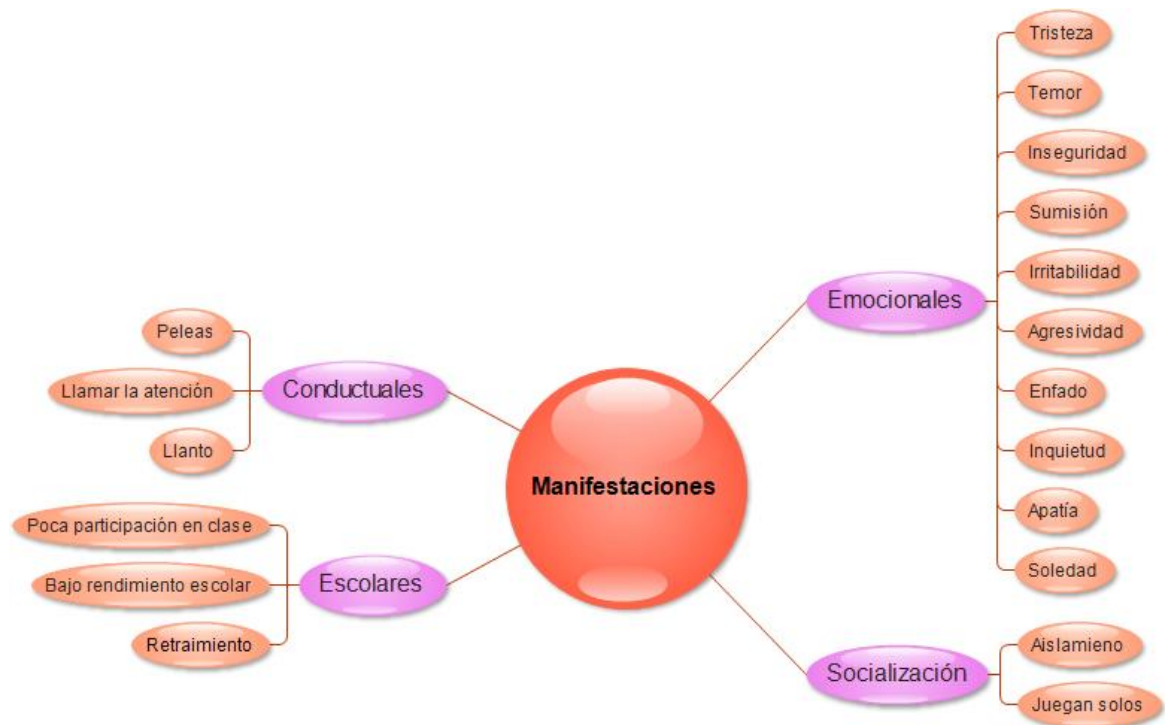 Manifestaciones
Emocionales
Tristeza
Temor
Inseguridad
Sumisión
Irritabilidad
Agresividad
Enfado
Inquietud
Apatía
Soledad
Socialización
Aislamieno
Juegan solos
Conductuales
Peleas
Llamar la atención
Llanto
Escolares
Poca participación en clase
Bajo rendimiento escolar
Retraimiento